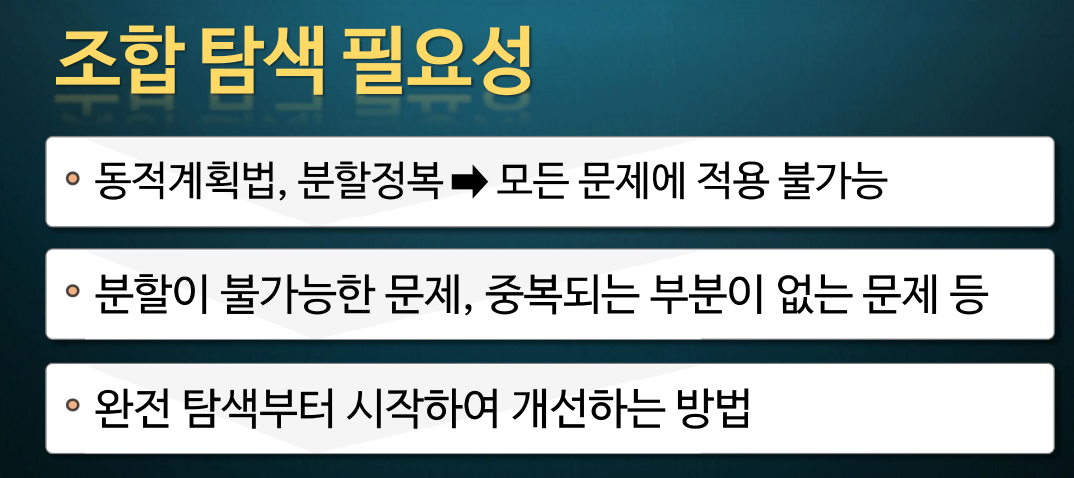 조합 탐색 필요성
동적계획법, 분할정복 ➡ 모든 문제에 적용 불가능
분할이 불가능한 문제, 중복되는 부분이 없는 문제 등
완전 탐색부터 시작하여 개선하는 방법